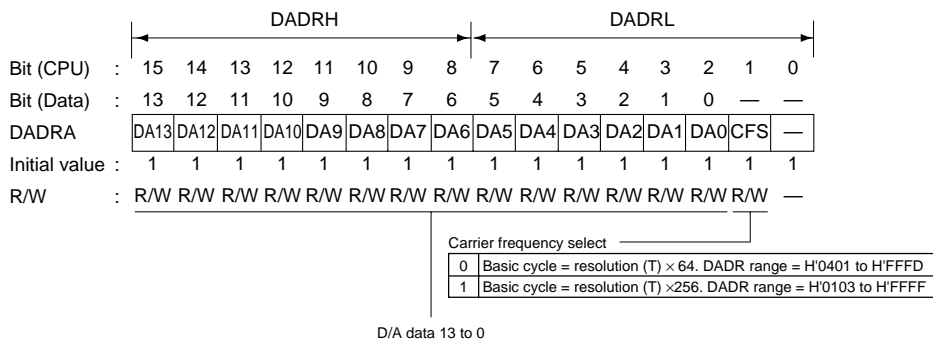 DADRH DADRL
Bit (CPU) : 15 14 13 12 11 10 9 8 7 6 5 4 3 2 1 0
Bit (Data) : 13 12 11 10 9 8 7 6 5 4 3 2 1 0 — —
DADRA DA13 DA12 DA11 DA10 DA9 DA8 DA7 DA6 DA5 DA4 DA3 DA2 DA1 DA0 CFS —
Initial value : 1 1 1 1 1 1 1 1 1 1 1 1 1 1 1 1
R/W : R/W R/W R/W R/W R/W R/W R/W R/W R/W R/W R/W R/W R/W R/W R/W —
Carrier frequency select
0 Basic cycle = resolution (T) × 64. DADR range = H'0401 to H'FFFD
1 Basic cycle = resolution (T) ×256. DADR range = H'0103 to H'FFFF
D/A data 13 to 0